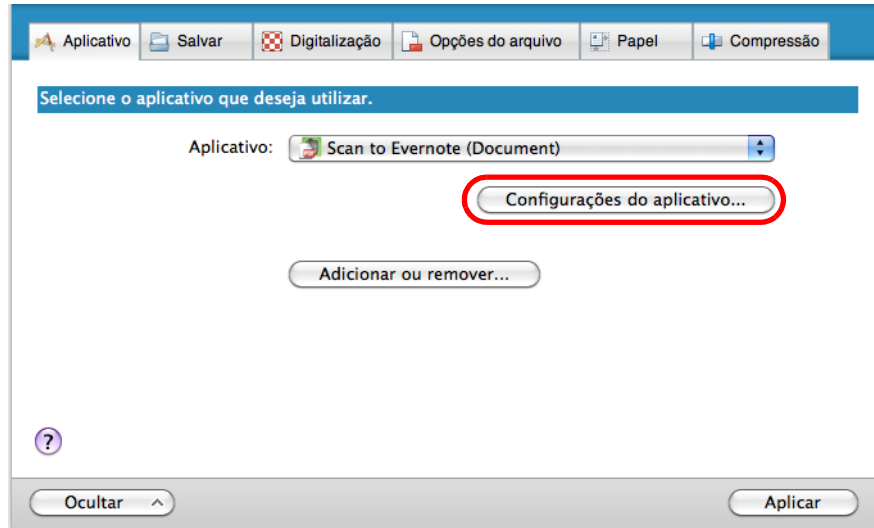 Aplicativo Salvar Digitalização Opções do arquivo Papel Compressão
Selecione o aplicativo que deseja utilizar.
Aplicativo: Scan to Evernote (Document)
Configurações do aplicativo...
Adicionar ou remover...
?
Ocultar Aplicar